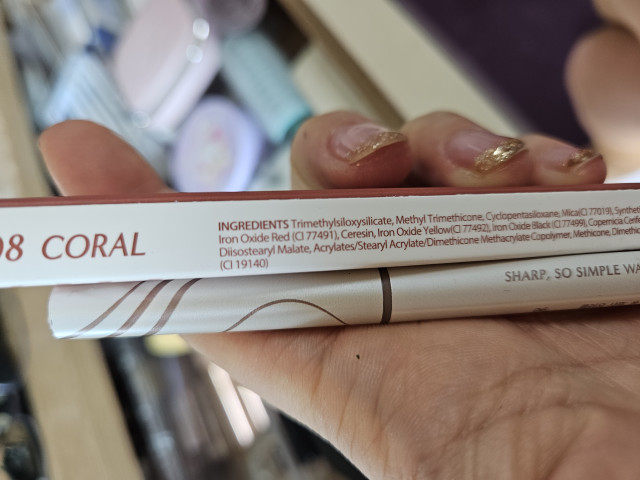 08 CORAL
INGREDIENTS Trimethylsiloxysilicate, Methyl Trimethicone, Cyclopentasiloxane, Mica(CI 77019),
Iron Oxide Red (CI 77491), Ceresin, Iron Oxide Yellow(CI 77492), Iron Oxide Black (CI 77499), Copernicia
Diisostearyl Malate, Acrylates/Stearyl Acrylate/Dimethicone Methacrylate Copolymer, Methicone,
(CI 19140)
SHARP, SO SIMPLE